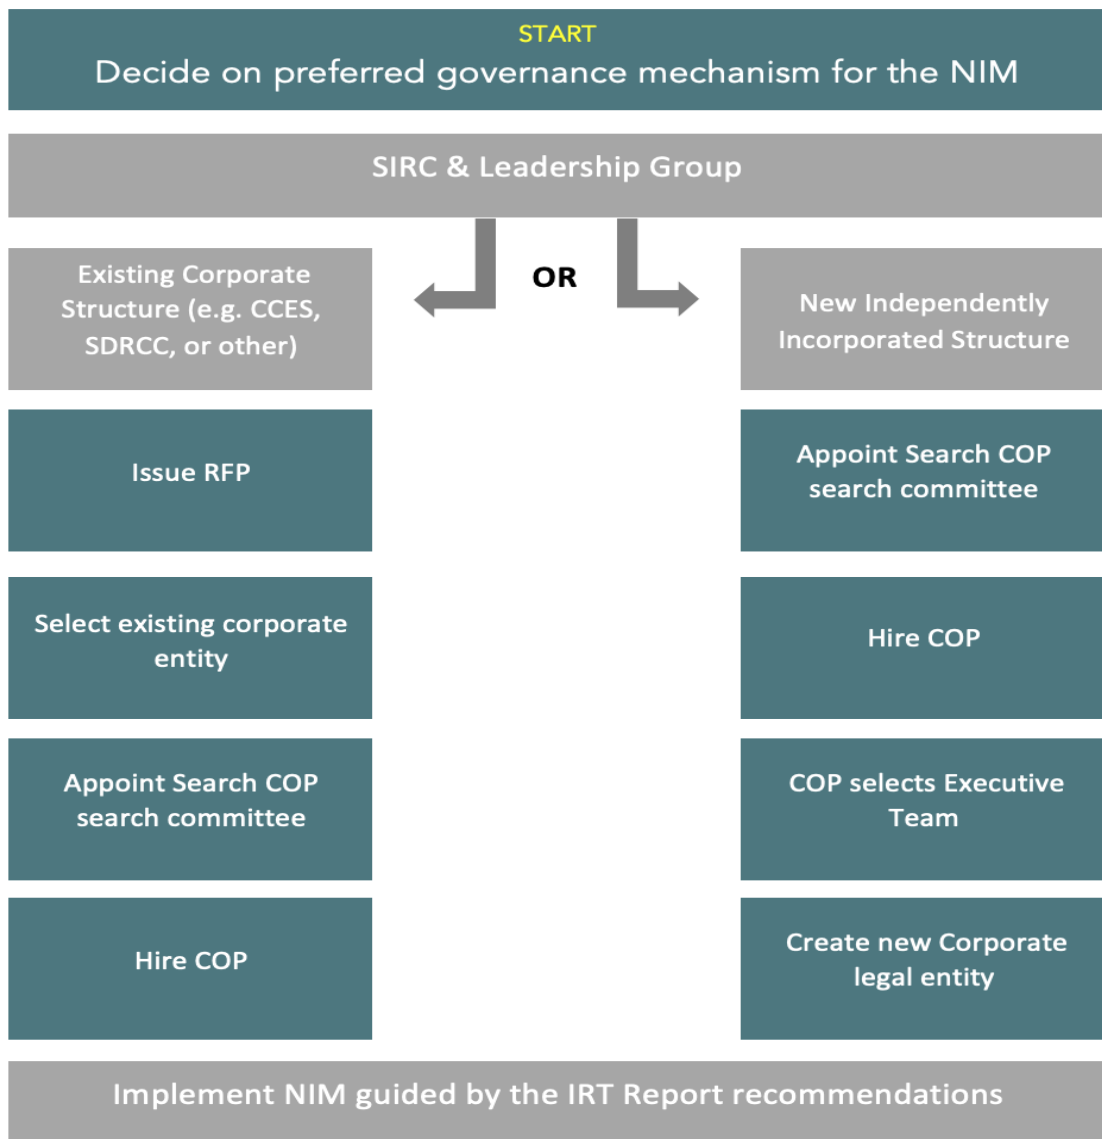 START
Decide on preferred governance mechanism for the NIM
SIRC & Leadership Group
Existing Corporate
Structure (e.g. CCES,
SDRCC, or other)
OR
New Independently
Incorporated Structure
Issue RFP
Appoint Search COP
search committee
Select existing corporate
entity
Hire COP
Appoint Search COP
search committee
COP selects Executive
Team
Hire COP
Create new Corporate
legal entity
Implement NIM guided by the IRT Report recommendations